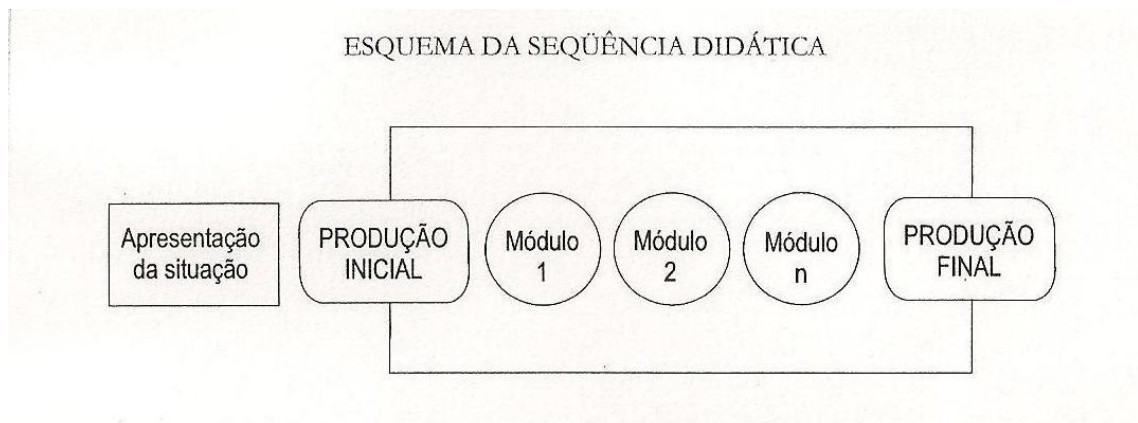 ESQUEMA DA SEQÜÊNCIA DIDÁTICA
Apresentação
da situação
PRODUÇÃO
INICIAL
Módulo
1
Módulo
2
Módulo
n
PRODUÇÃO
FINAL